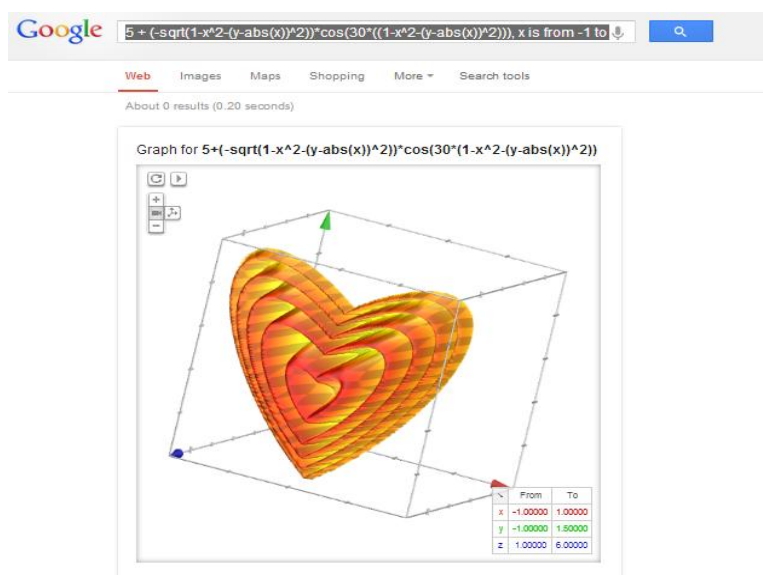 Google
5 + (-sqrt(1-x^2-(y-abs(x))^2))*cos(30*((1-x^2-(y-abs(x))^2))), x is from -1 to
Web Images Maps Shopping More Search tools
About 0 results (0.20 seconds)
Graph for 5+(-sqrt(1-x^2-(y-abs(x))^2))*cos(30*(1-x^2-(y-abs(x))^2))
From To
x -1.00000 1.00000
y -1.00000 1.50000
z 1.00000 6.00000